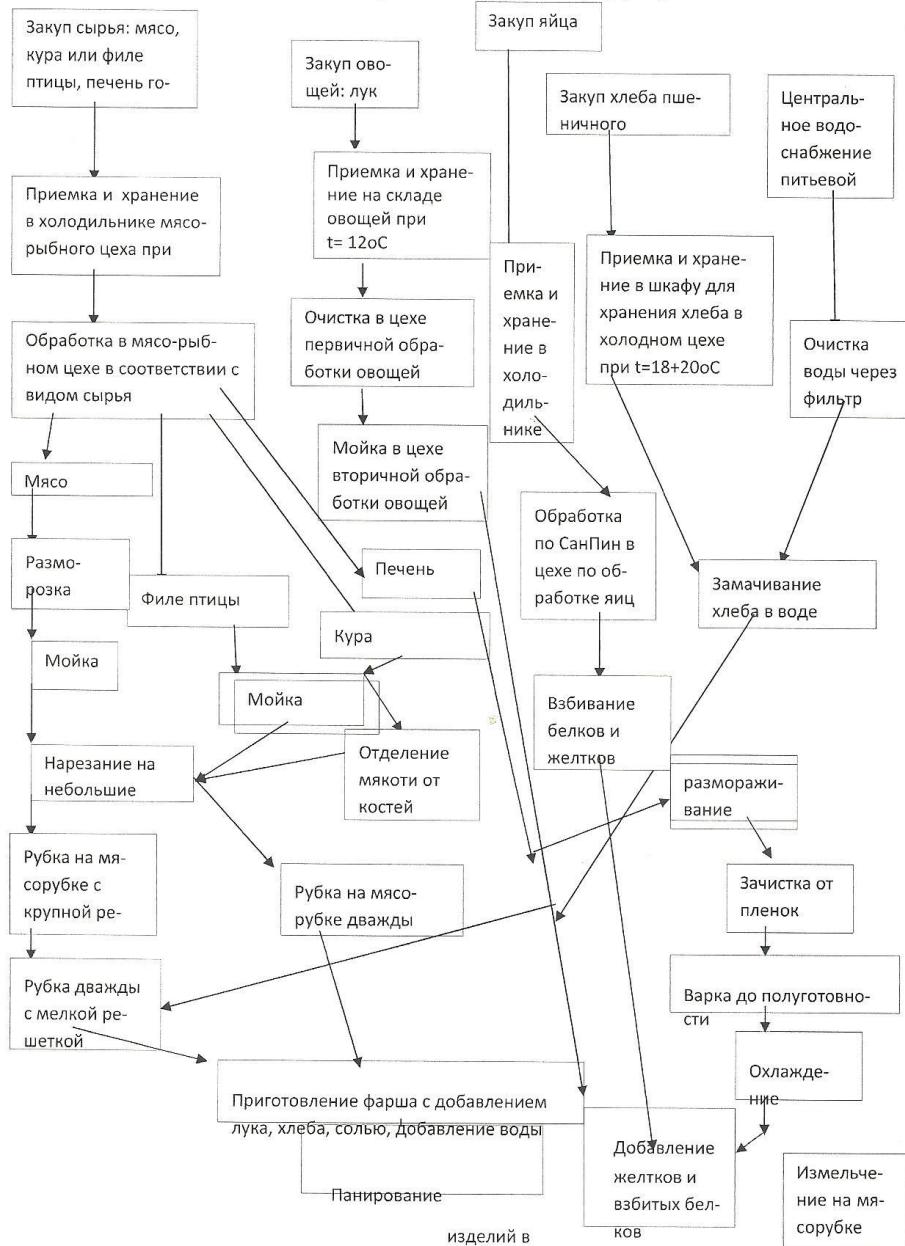 Закуп сырья: мясо,
кура или филе
птицы, печень го-
Закуп ово-
щей: лук
Закуп яйца
Закуп хлеба пше-
ничного
Централь-
ное водо-
снабжение
питьевой
Приемка и хранение
в холодильнике мясо-
рыбного цеха при
Приемка и хране-
ние на складе
овощей при
t= 12оС
При-
емка и
хране-
ние в
холо-
диль-
нике
Приемка и хране-
ние в шкафу для
хранения хлеба в
холодном цехе
при t=18+20оС
Очистка
воды через
фильтр
Обработка в мясо-рыб-
ном цехе в соответствии с
видом сырья
Очистка в цехе
первичной обра-
ботки овощей
Мойка в цехе
вторичной обра-
ботки овощей
Мясо
Размо-
розка
Филе птицы
Печень
Кура
Обработка
по СанПин в
цехе по об-
работке яиц
Замачивание
хлеба в воде
Мойка
Мойка
Взбивание
белков и
желтков
Нарезание на
небольшие
Отделение
мякоти от
костей
разморажи-
вание
Рубка на мя-
сорубке с
крупной ре-
Рубка на мясо-
рубке дважды
Зачистка от
пленок
Рубка дважды
с мелкой ре-
шеткой
Варка до полуготовно-
сти
Охлажде-
ние
Приготовление фарша с добавлением
лука, хлеба, солью, добавление воды
Добавление
желтков и
взбитых бел-
ков
Измельче-
ние на мя-
сорубке
Панирование
изделий в